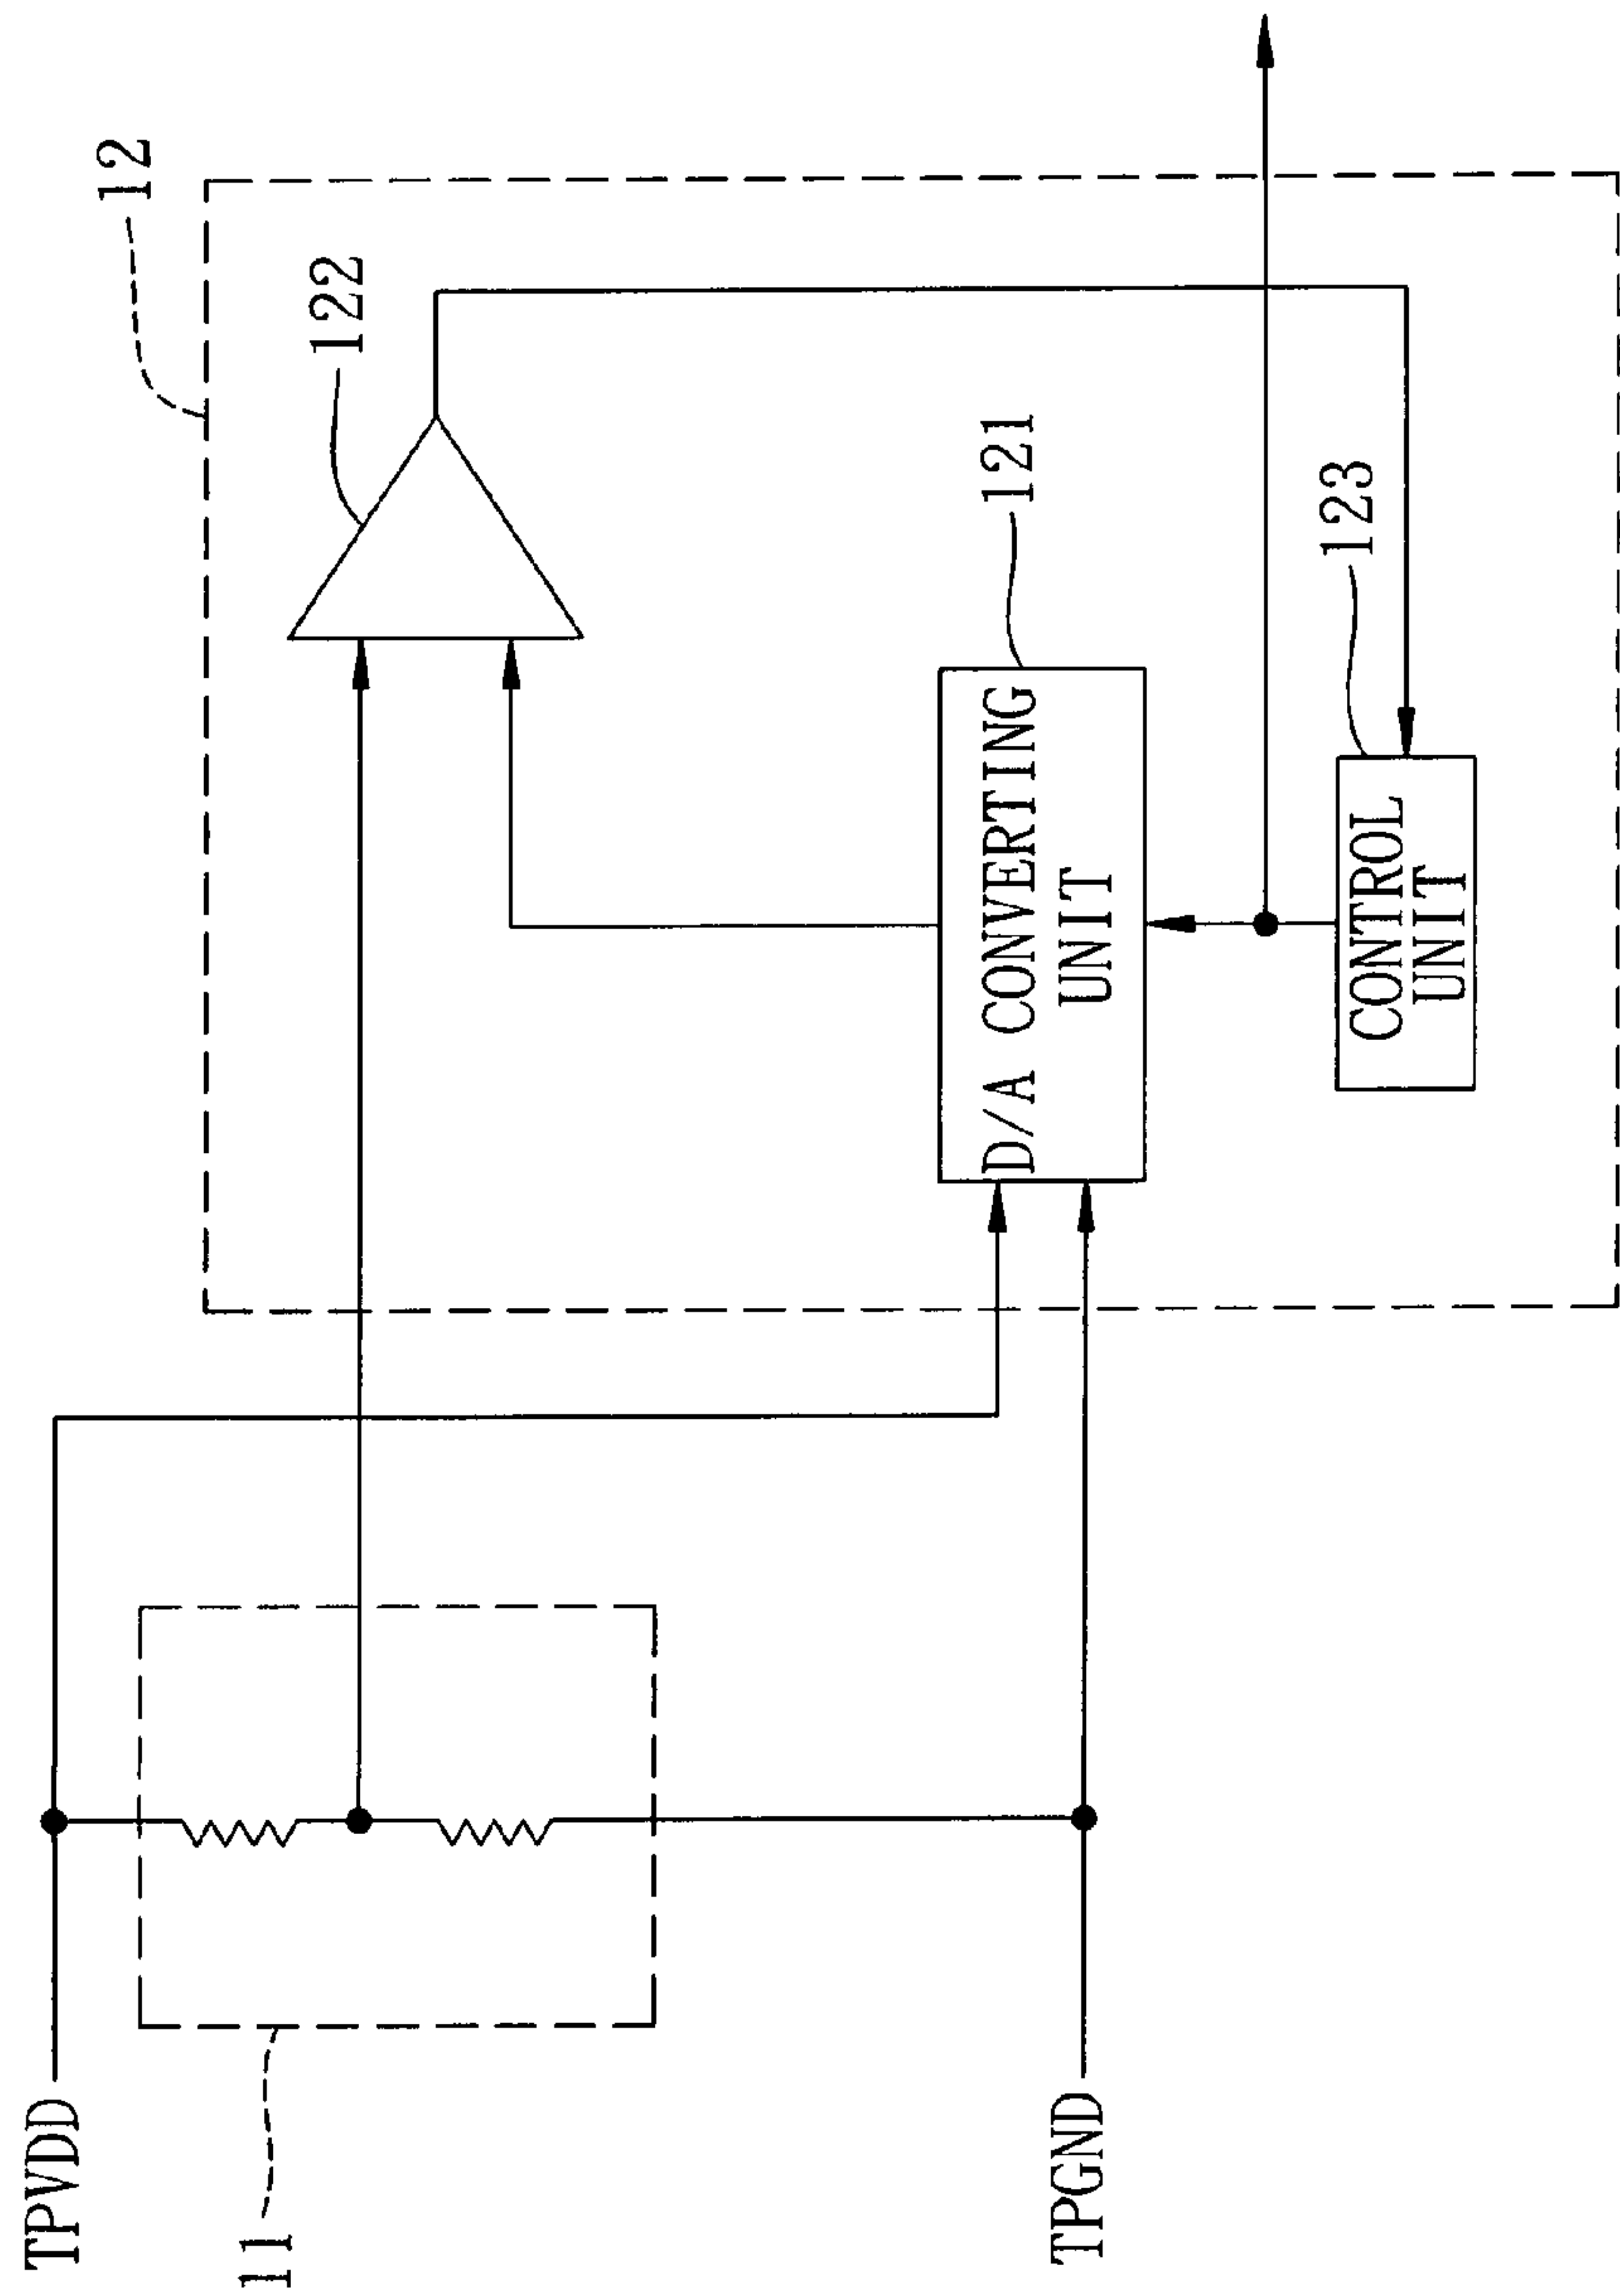 12
122
121
D/A CONVERTING
UNIT
123
CONTROL
UNIT
TPVDD
11
TPGND